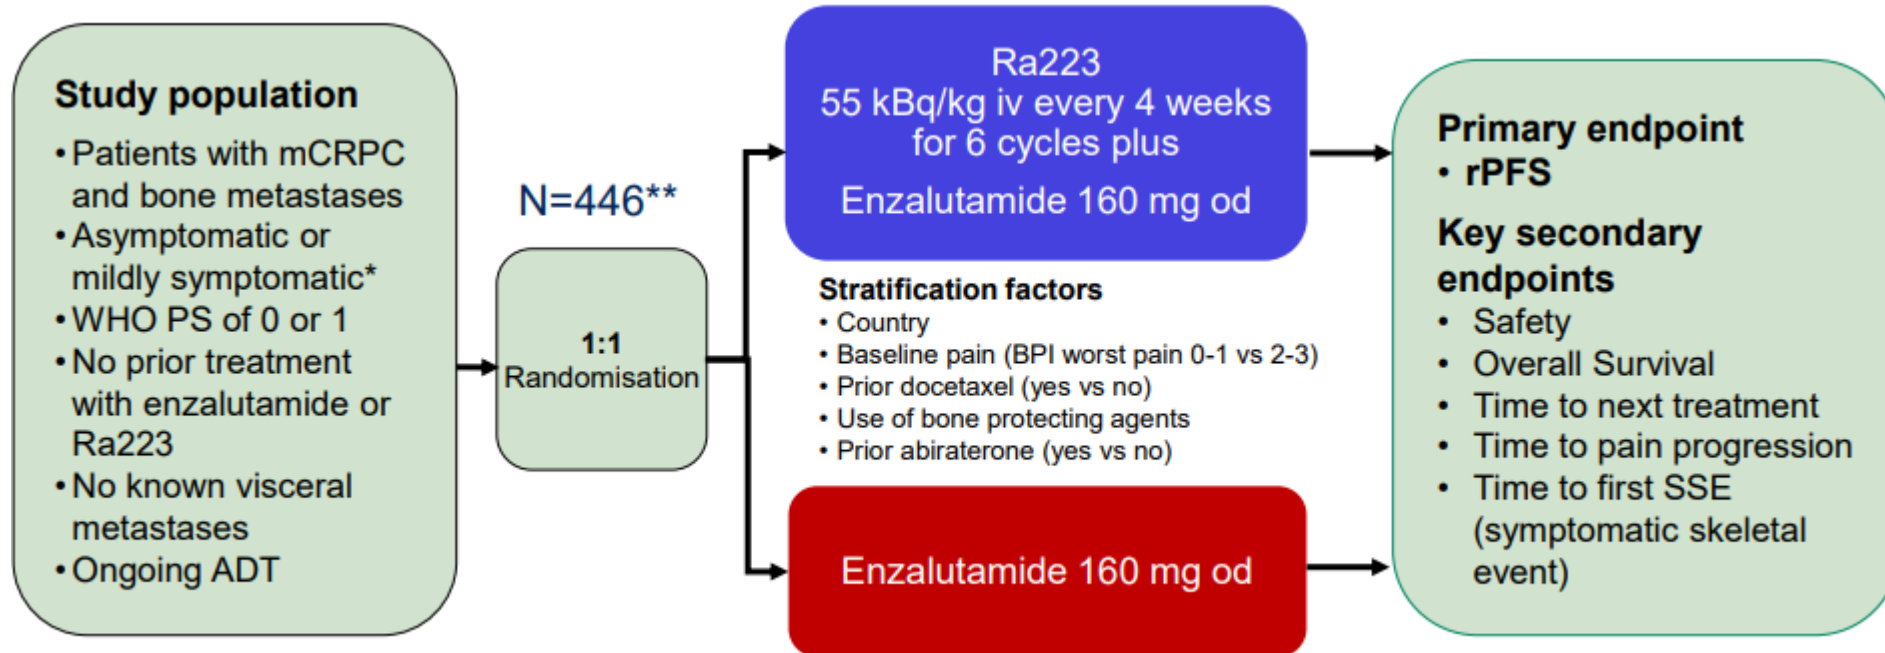 Study population
• Patients with mCRPC
and bone metastases
• Asymptomatic or
mildly symptomatic*
• WHO PS of 0 or 1
• No prior treatment
with enzalutamide or
Ra223
• No known visceral
metastases
• Ongoing ADT
N=446**
1:1
Randomisation
Ra223
55 kBq/kg iv every 4 weeks
for 6 cycles plus
Enzalutamide 160 mg od
Stratification factors
• Country
• Baseline pain (BPI worst pain 0-1 vs 2-3)
• Prior docetaxel (yes vs no)
• Use of bone protecting agents
• Prior abiraterone (yes vs no)
Enzalutamide 160 mg od
Primary endpoint
• rPFS
Key secondary
endpoints
• Safety
• Overall Survival
• Time to next treatment
• Time to pain progression
• Time to first SSE
(symptomatic skeletal
event)